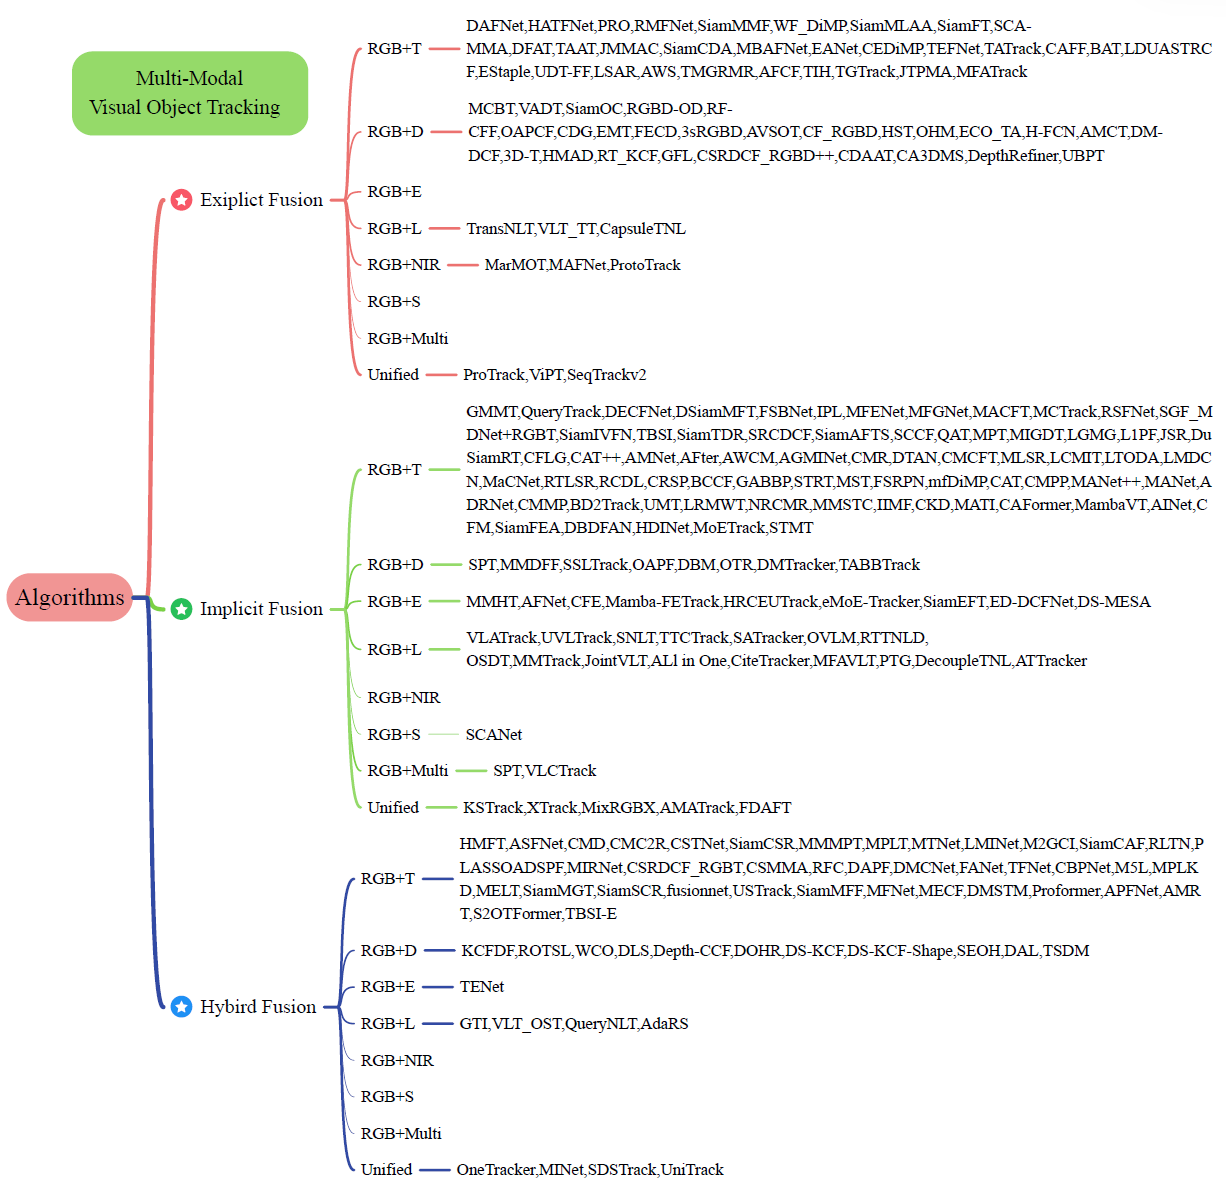 Multi-Modal
Visual Object Tracking
Algorithms
Exiplict Fusion
RGB+T
DAFNet,HATFNet,PRO,RMFNet,SiamMMF,WF_DiMP,SiamMLAA,SiamFT,SCA-
MMA,DFAT,TAAT,JMMAC,SiamCDA,MBAFNet,EANet,CEDiMP,TEFNet,TATrack,CAFF,BAT,LDUASTRC
F,EStaple,UDT-FF,LSAR,AWS,TMGRMR,AFCF,TIH,TGTrack,JTPMA,MFATrack
RGB+D
MCBT,VADT,SiamOC,RGBD-OD,RF-
CFF,OAPCF,CDG,EMT,FECD,3sRGBD,AVSOT,CF_RGBD,HST,OHM,ECO_TA,H-FCN,AMCT,DM-
DCF,3D-T,HMAD,RT_KCF,GFL,CSRDCF_RGBD++,CDAAT,CA3DMS,DepthRefiner,UBPT
RGB+E
RGB+L
TransNLT,VLT_TT,CapsuleTNL
RGB+NIR
MarMOT,MAFNet,ProtoTrack
RGB+S
RGB+Multi
Unified
ProTrack,ViPT,SeqTrackv2
Implicit Fusion
RGB+T
GMMT,QueryTrack,DECFNet,DSiamMFT,FSBNet,IPL,MFENet,MFGNet,MACFT,MCTrack,RSFNet,SGF_M
DNet+RGBT,SiamIVFN,TBSI,SiamTDR,SRCDCF,SiamAFTS,SCCF,QAT,MPT,MIGDT,LGMG,L1PF,JSR,Du
SiamRT,CFLG,CAT++,AMNet,AFter,AWCM,AGMINet,CMR,DTAN,CMCFT,MLSR,LCMIT,LTODA,LMDC
N,MaCNet,RTLSR,RCDL,CRSP,BCCF,GABBP,STRT,MST,FSRPN,mfDiMP,CAT,CMPP,MANet++,MANet,A
DRNet,CMMP,BD2Track,UMT,LRMWT,NRCMR,MMSTC,IIMF,CKD,MATI,CAFormer,MambaVT,AINet,C
FM,SiamFEA,DBDFAN,HDINet,MoETrack,STMT
RGB+D
SPT,MMDFF,SSLTrack,OAPF,DBM,OTR,DMTracker,TABBTrack
RGB+E
MMHT,AFNet,CFE,Mamba-FETrack,HRCEUTrack,eMoE-Tracker,SiamEFT,ED-DCFNet,DS-MESA
RGB+L
VLATrack,UVLTrack,SNLT,TTCTrack,SATracker,OVLM,RTTNLD,
OSDT,MMTrack,JointVLT,ALl in One,CiteTracker,MFAVLT,PTG,DecoupleTNL,ATTracker
RGB+NIR
RGB+S
SCANet
RGB+Multi
SPT,VLCTrack
Unified
KSTrack,XTrack,MixRGBX,AMATrack,FDAFT
Hybird Fusion
RGB+T
HMFT,ASFNet,CMD,CMC2R,CSTNet,SiamCSR,MMMPT,MPLT,MTNet,LMINet,M2GCI,SiamCAF,RLTN,P
LASSOADSPF,MIRNet,CSRDCF_RGBT,CSMMA,RFC,DAPF,DMCNet,FANet,TFNet,CBPNet,M5L,MPLK
D,MELT,SiamMGT,SiamSCR,fusionnet,USTrack,SiamMFF,MFNet,MECF,DMSTM,Proformer,APFNet,AMR
T,S2OTFormer,TBSI-E
RGB+D
KCFDF,ROTSL,WCO,DLS,Depth-CCF,DOHR,DS-KCF,DS-KCF-Shape,SEOH,DAL,TSDM
RGB+E
TENet
RGB+L
GTI,VLT_OST,QueryNLT,AdaRS
RGB+NIR
RGB+S
RGB+Multi
Unified
OneTracker,MINet,SDSTrack,UniTrack